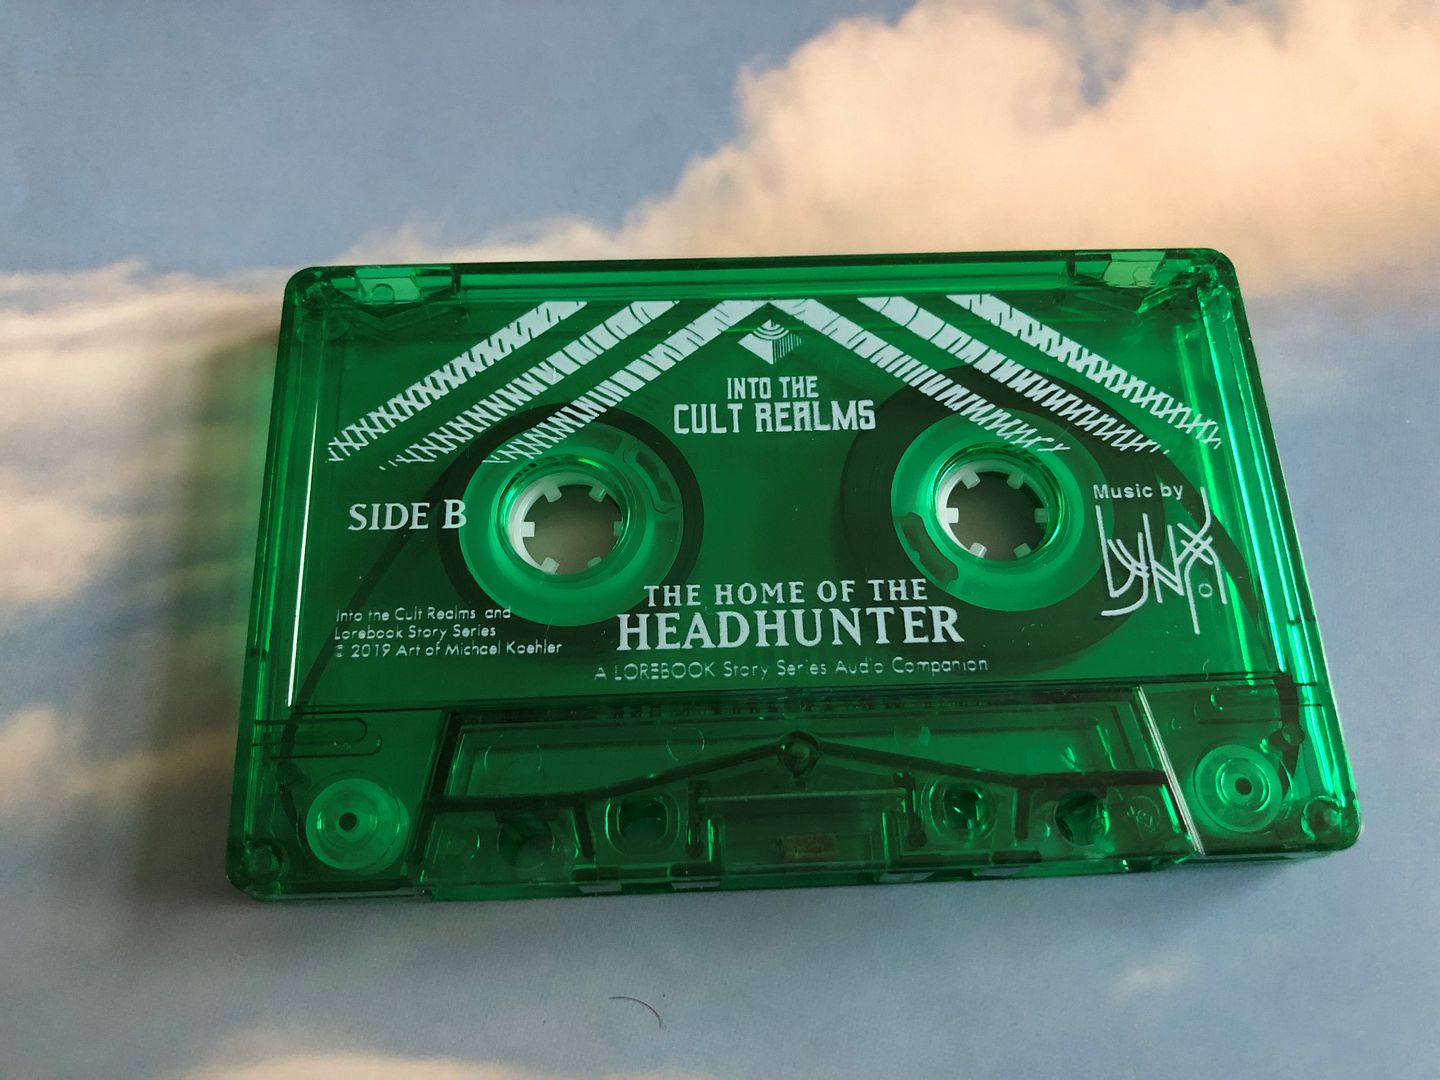 INTO THE
CULT REALMS
SIDE B
Music by
THE HOME OF THE
HEADHUNTER
A LOREBOOK Story Series Audio Companion
Into the Cult Realms and
Lorebook Story Series
© 2019 Art of Michael Koehler